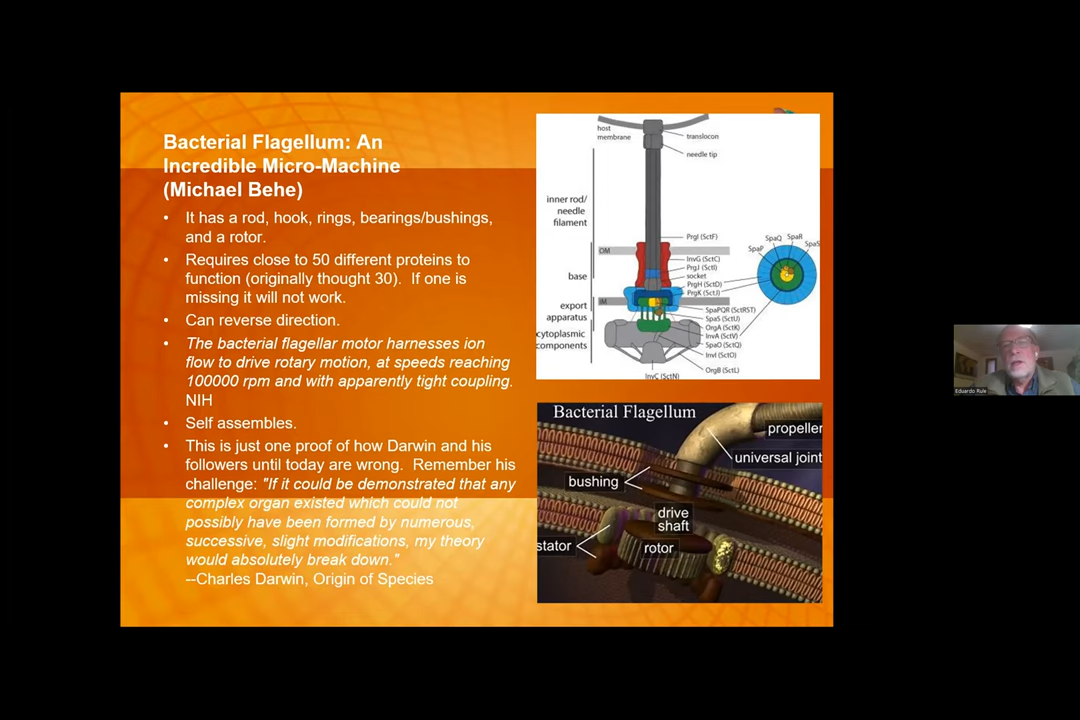 Bacterial Flagellum: An
Incredible Micro-Machine
(Michael Behe)
• It has a rod, hook, rings, bearings/bushings,
and a rotor.
• Requires close to 50 different proteins to
function (originally thought 30). If one is
missing it will not work.
• Can reverse direction.
• The bacterial flagellar motor harnesses ion
flow to drive rotary motion, at speeds reaching
100000 rpm and with apparently tight coupling.
NIH
• Self assembles.
• This is just one proof of how Darwin and his
followers until today are wrong. Remember his
challenge: "If it could be demonstrated that any
complex organ existed which could not
possibly have been formed by numerous,
successive, slight modifications, my theory
would absolutely break down."
--Charles Darwin, Origin of Species
host
membrane
translocon
needle tip
inner rod/
needle
filament
PrgI (SctF)
OM
InvG (SctC)
PrgJ (SctI)
socket
PrgH (SctD)
PrgK (SctJ)
base
IM
export
apparatus
SpaPQR (SctRST)
SpaS (SctU)
OrgA (SctK)
InvA (SctV)
SpaO (SctQ)
InvI (SctO)
OrgB (SctL)
cytoplasmic
components
InvC (SctN)
SpaP
SpaQ
SpaR
SpaS
Bacterial Flagellum
propeller
universal joint
bushing
drive
shaft
stator
rotor
Eduardo Rule